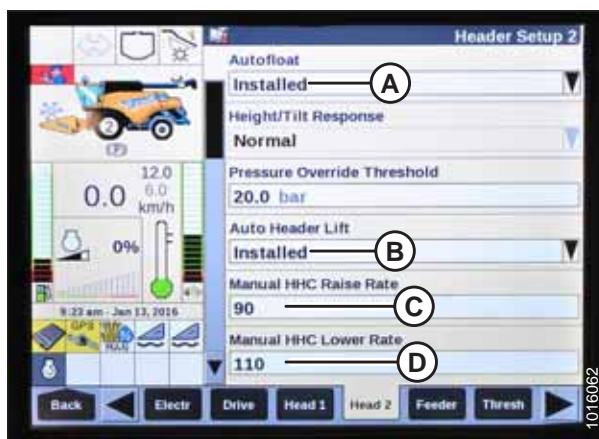 Header Setup 2
Autofloat
Installed
A
Height/Tilt Response
Normal
Pressure Override Threshold
20.0 bar
Auto Header Lift
Installed
B
Manual HHC Raise Rate
90
C
Manual HHC Lower Rate
110
D
2
(P)
12.0
0.0
6.0
km/h
0%
9:23 am - Jan 13, 2016
GPS
Back
Electr
Drive
Head 1
Head 2
Feeder
Thresh
1016062